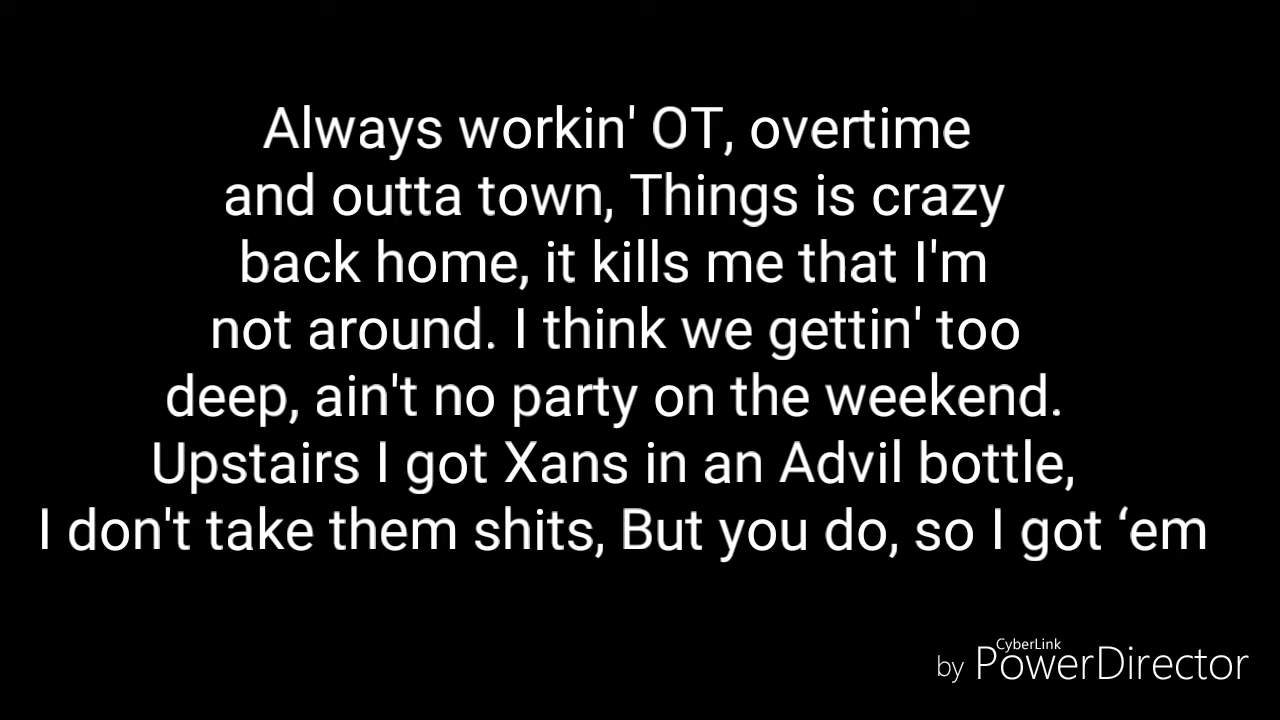 Always workin' OT, overtime
and outta town, Things is crazy
back home, it kills me that I'm
not around. I think we gettin' too
deep, ain't no party on the weekend.
Upstairs I got Xans in an Advil bottle,
I don't take them shits, But you do, so I got ‘em
CyberLink
by PowerDirector